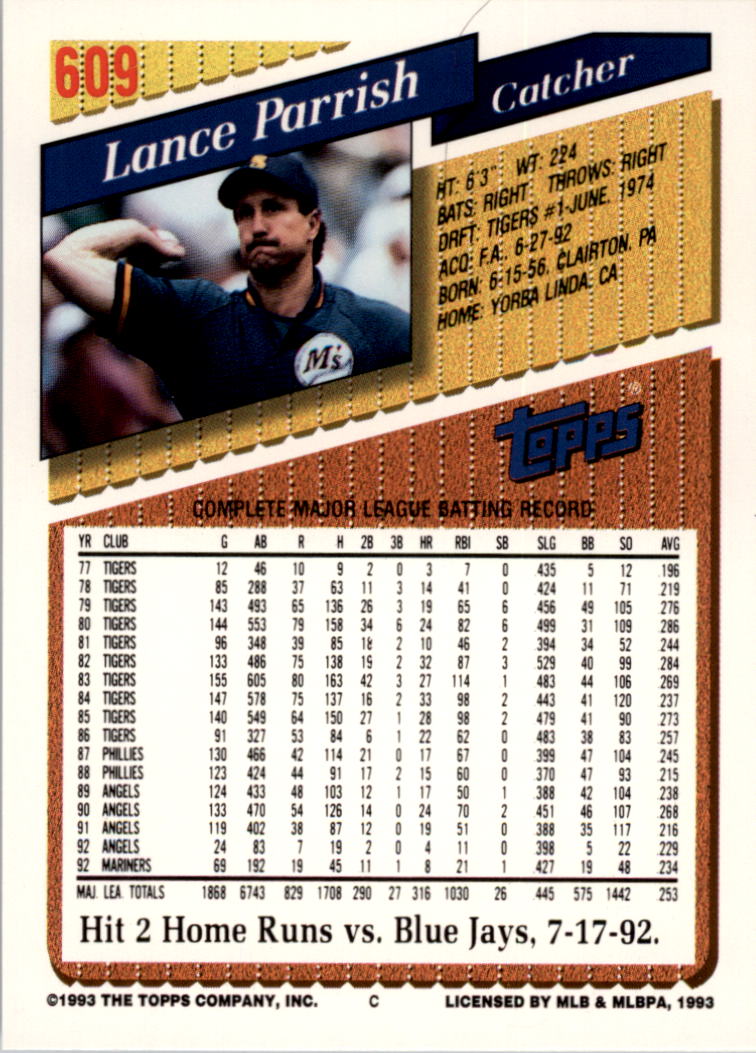 609
Lance Parrish
Catcher
HT: 6'3" WT: 224
BATS: RIGHT THROWS: RIGHT
DRFT: TIGERS #1-JUNE, 1974
ACQ: F.A., 6-27-92
BORN: 6-15-56, CLAIRTON, PA
HOME: YORBA LINDA, CA
M's
topps®
COMPLETE MAJOR LEAGUE BATTING RECORD
YR CLUB G AB R H 2B 3B HR RBI SB SLG BB SO AVG
77 TIGERS 12 46 10 9 2 0 3 7 0 .435 5 12 .196
78 TIGERS 85 288 37 63 11 3 14 41 0 .424 11 71 .219
79 TIGERS 143 493 65 136 26 3 19 65 6 .456 49 105 .276
80 TIGERS 144 553 79 158 34 6 24 82 6 .499 31 109 .286
81 TIGERS 96 348 39 85 18 2 10 46 2 .394 34 52 .244
82 TIGERS 133 486 75 138 19 2 32 87 3 .529 40 99 .284
83 TIGERS 155 605 80 163 42 3 27 114 1 .483 44 106 .269
84 TIGERS 147 578 75 137 16 2 33 98 2 .443 41 120 .237
85 TIGERS 140 549 64 150 27 1 28 98 2 .479 41 90 .273
86 TIGERS 91 327 53 84 6 1 22 62 0 .483 38 83 .257
87 PHILLIES 130 466 42 114 21 0 17 67 0 .399 47 104 .245
88 PHILLIES 123 424 44 91 17 2 15 60 0 .370 47 93 .215
89 ANGELS 124 433 48 103 12 1 17 50 1 .388 42 104 .238
90 ANGELS 133 470 54 126 14 0 24 70 2 .451 46 107 .268
91 ANGELS 119 402 38 87 12 0 19 51 0 .388 35 117 .216
92 ANGELS 24 83 7 19 2 0 4 11 0 .398 5 22 .229
92 MARINERS 69 192 19 45 11 1 8 21 1 .427 19 48 .234
MAJ. LEA. TOTALS 1868 6743 829 1708 290 27 316 1030 26 .445 575 1442 .253
Hit 2 Home Runs vs. Blue Jays, 7-17-92.
©1993 THE TOPPS COMPANY, INC. C LICENSED BY MLB & MLBPA, 1993